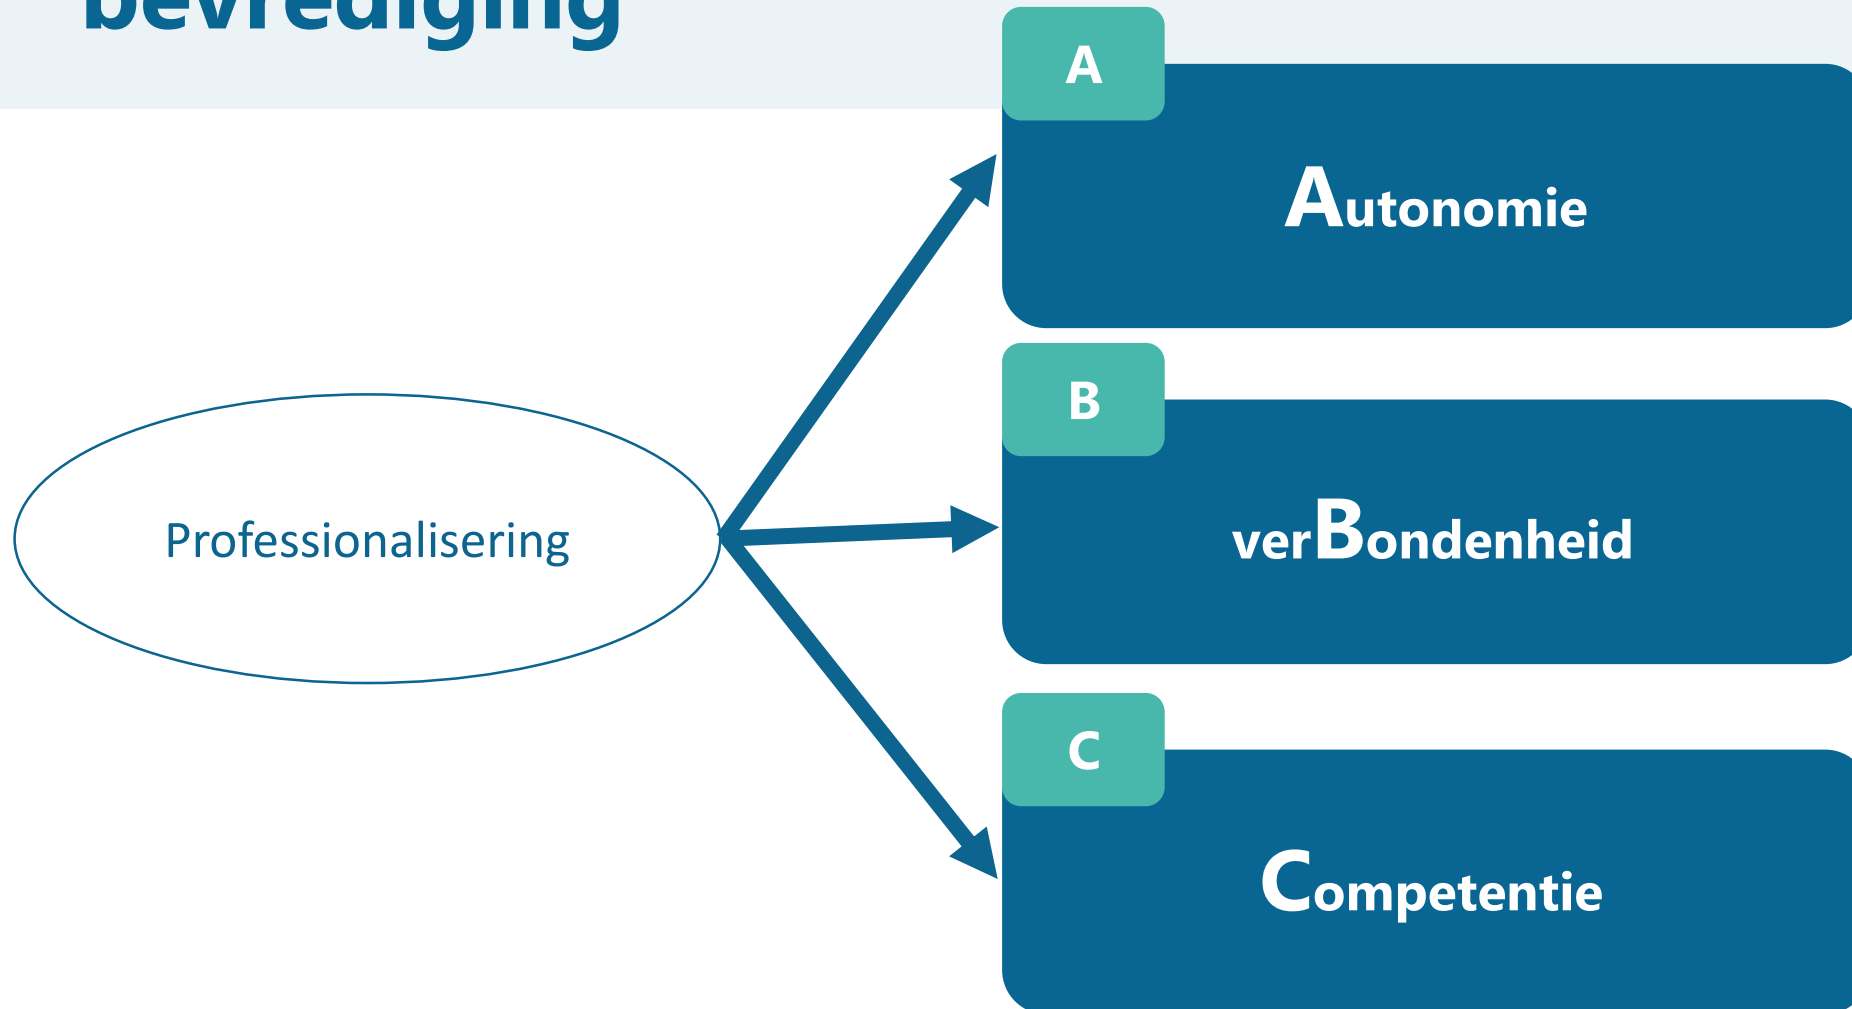 bevrediging
A
Autonomie
B
verBondenheid
Professionalisering
C
Competentie